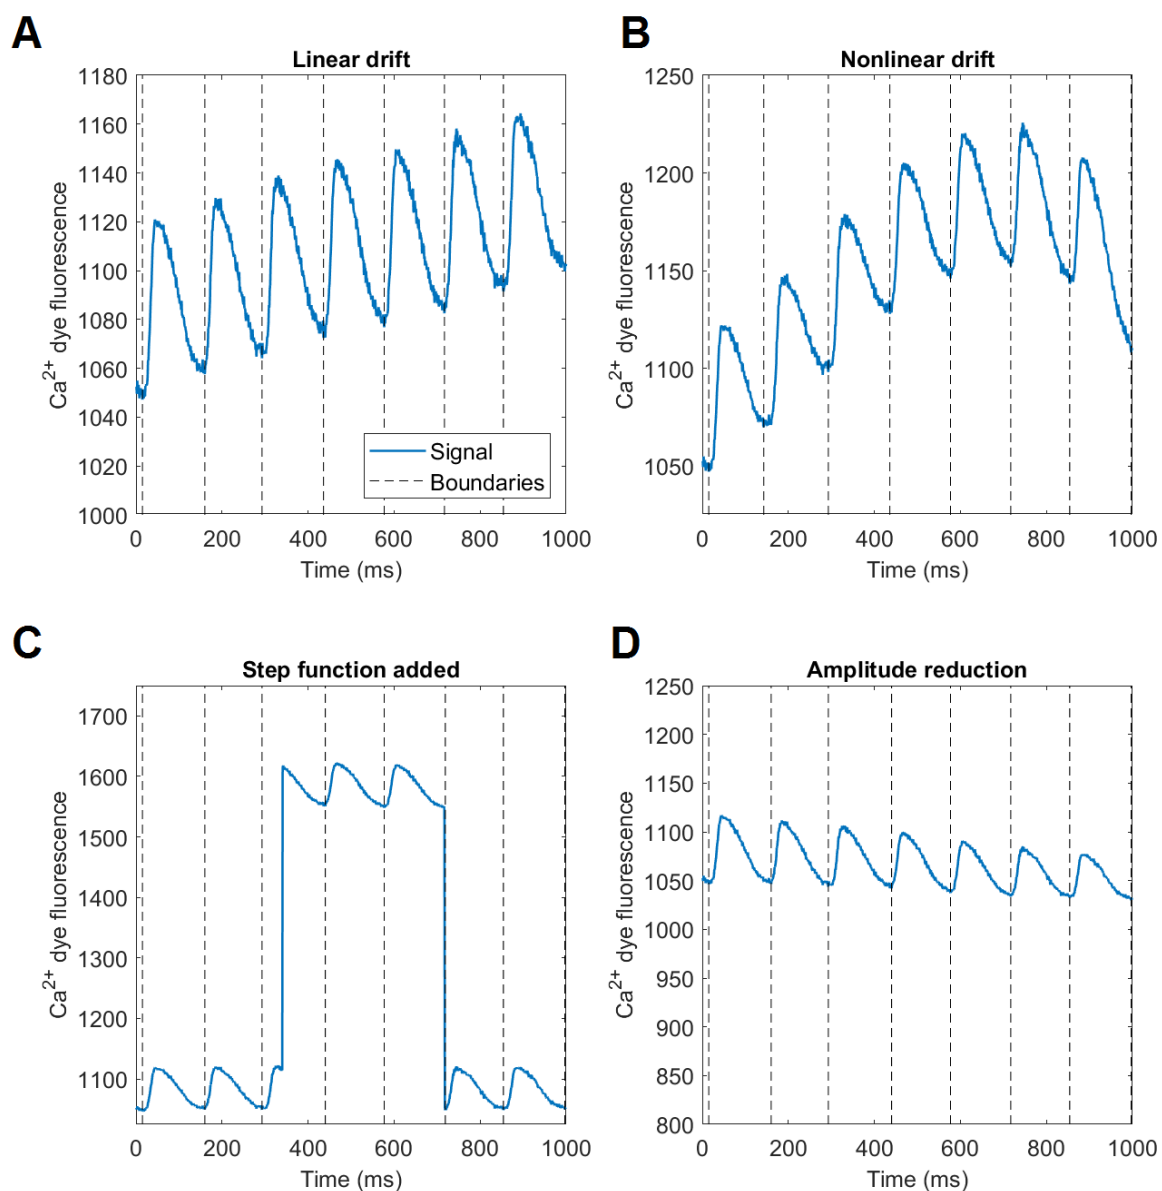 A
Linear drift
1180
1160
1140
1120
1100
1080
1060
1040
1020
1000
Ca2+ dye fluorescence
Signal
Boundaries
0 200 400 600 800 1000
Time (ms)
B
Nonlinear drift
1250
1200
1150
1100
1050
Ca2+ dye fluorescence
0 200 400 600 800 1000
Time (ms)
C
Step function added
1700
1600
1500
1400
1300
1200
1100
Ca2+ dye fluorescence
0 200 400 600 800 1000
Time (ms)
D
Amplitude reduction
1250
1200
1150
1100
1050
1000
950
900
850
800
Ca2+ dye fluorescence
0 200 400 600 800 1000
Time (ms)